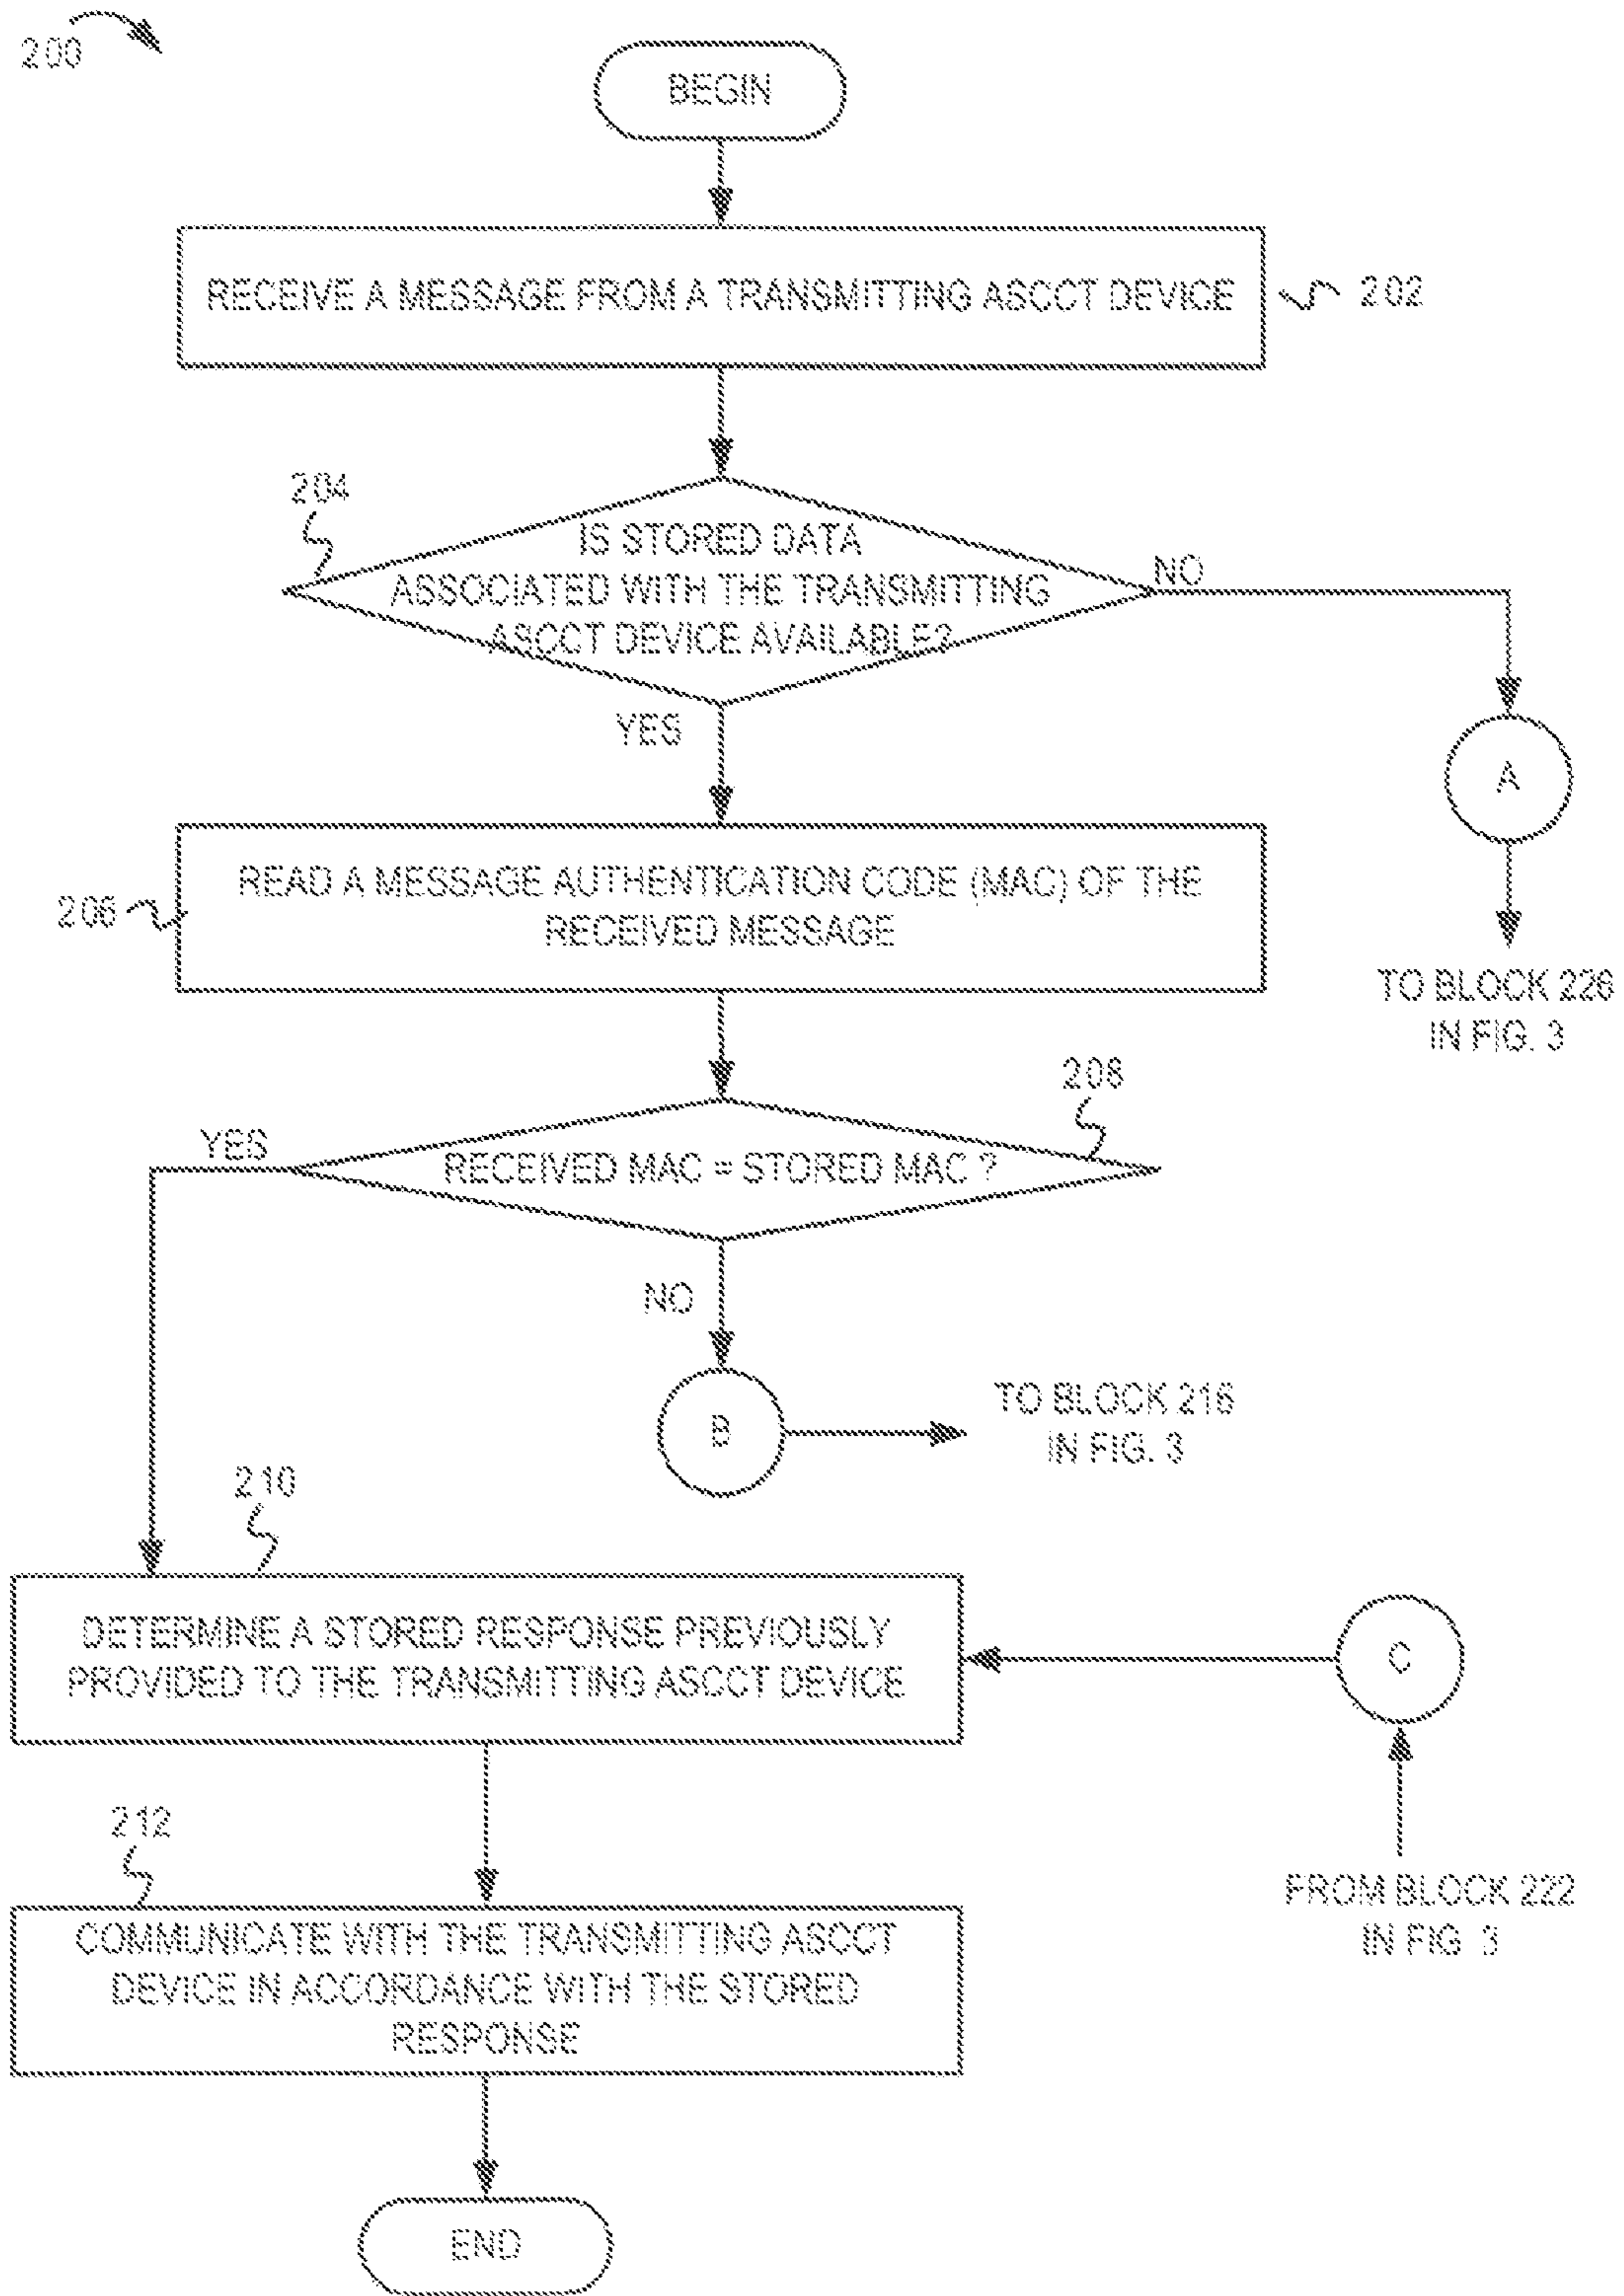 200
BEGIN
RECEIVE A MESSAGE FROM A TRANSMITTING ASCCT DEVICE
202
204
IS STORED DATA
ASSOCIATED WITH THE TRANSMITTING
ASCCT DEVICE AVAILABLE?
NO
YES
A
TO BLOCK 226
IN FIG. 3
206
READ A MESSAGE AUTHENTICATION CODE (MAC) OF THE
RECEIVED MESSAGE
208
YES
RECEIVED MAC = STORED MAC ?
NO
B
TO BLOCK 216
IN FIG. 3
210
DETERMINE A STORED RESPONSE PREVIOUSLY
PROVIDED TO THE TRANSMITTING ASCCT DEVICE
C
FROM BLOCK 222
IN FIG. 3
212
COMMUNICATE WITH THE TRANSMITTING ASCCT
DEVICE IN ACCORDANCE WITH THE STORED
RESPONSE
END